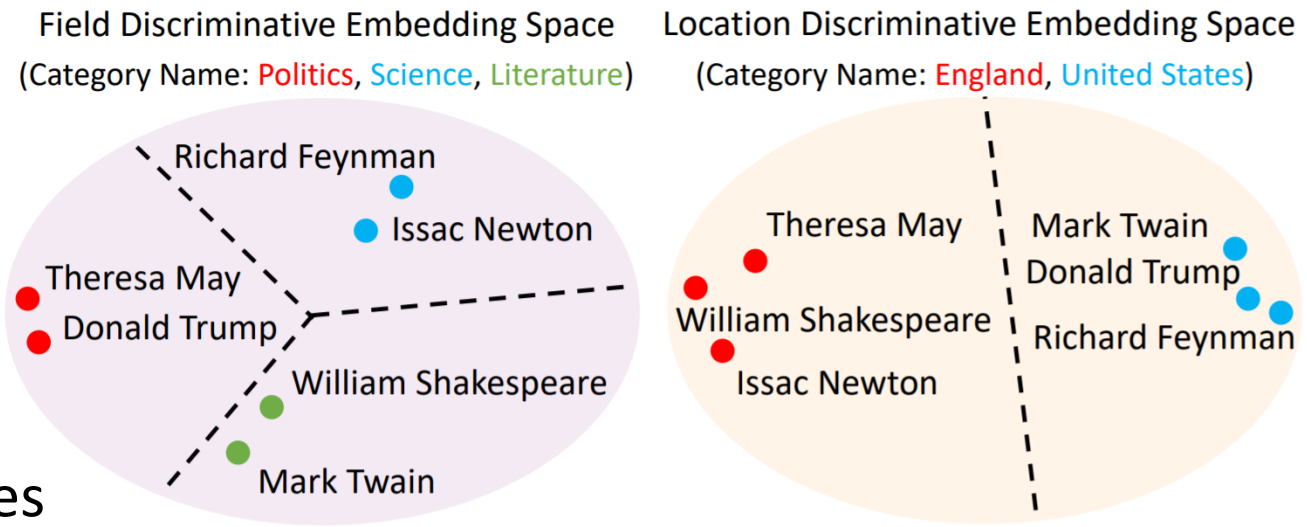 Field Discriminative Embedding Space
(Category Name: Politics, Science, Literature)
Richard Feynman
Issac Newton
Theresa May
Donald Trump
William Shakespeare
Mark Twain
es
Location Discriminative Embedding Space
(Category Name: England, United States)
Theresa May
William Shakespeare
Issac Newton
Mark Twain
Donald Trump
Richard Feynman